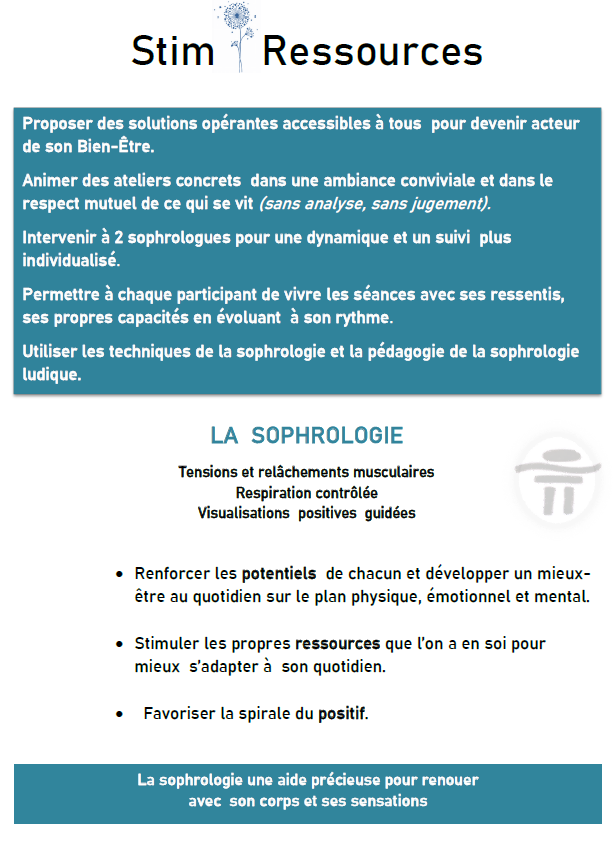 Stim Ressources
Proposer des solutions opérantes accessibles à tous pour devenir acteur
de son Bien-Être.
Animer des ateliers concrets dans une ambiance conviviale et dans le
respect mutuel de ce qui se vit (sans analyse, sans jugement).
Intervenir à 2 sophrologues pour une dynamique et un suivi plus
individualisé.
Permettre à chaque participant de vivre les séances avec ses ressentis,
ses propres capacités en évoluant à son rythme.
Utiliser les techniques de la sophrologie et la pédagogie de la sophrologie
ludique.
LA SOPHROLOGIE
Tensions et relâchements musculaires
Respiration contrôlée
Visualisations positives guidées
• Renforcer les potentiels de chacun et développer un mieux-
être au quotidien sur le plan physique, émotionnel et mental.
• Stimuler les propres ressources que l'on a en soi pour
mieux s'adapter à son quotidien.
• Favoriser la spirale du positif.
La sophrologie une aide précieuse pour renouer
avec son corps et ses sensations